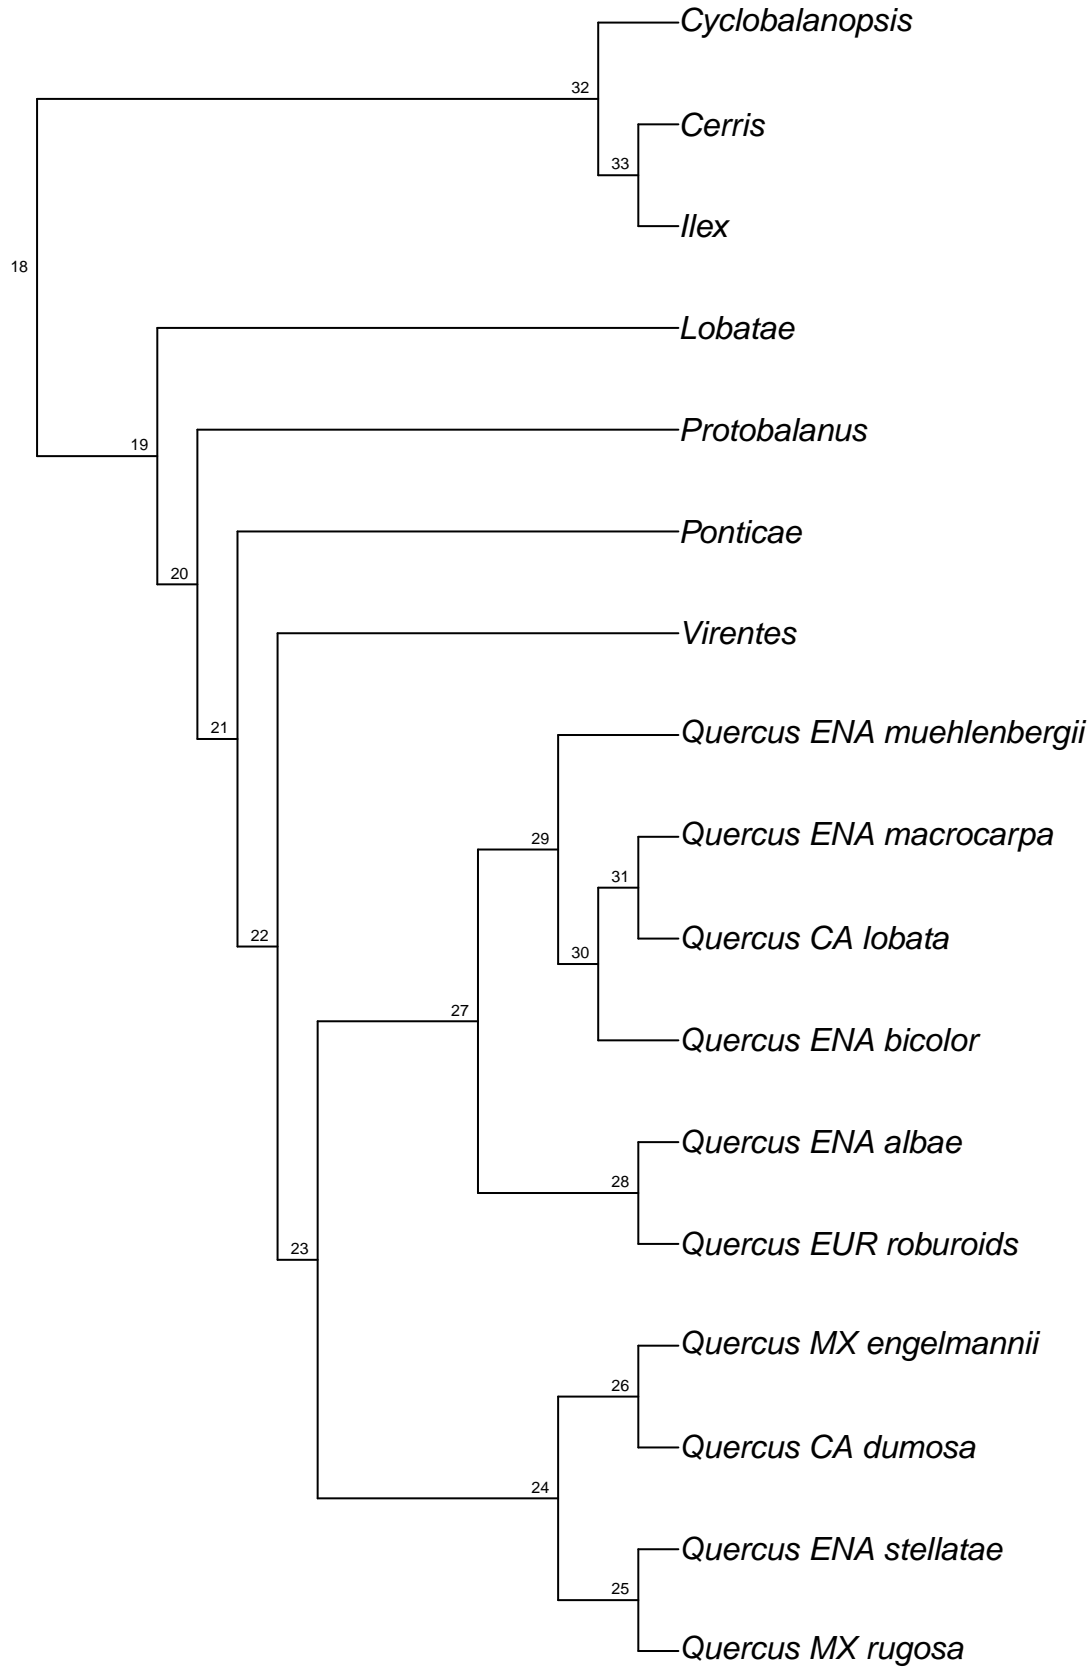 Cyclobalanopsis
32
Cerris
33
Ilex
18
Lobatae
Protobalanus
19
Ponticae
20
Virentes
21
Quercus ENA muehlenbergii
Quercus ENA macrocarpa
29
31
Quercus CA lobata
22
30
27
Quercus ENA bicolor
Quercus ENA albae
28
Quercus EUR roburoids
23
Quercus MX engelmannii
26
Quercus CA dumosa
24
Quercus ENA stellatae
25
Quercus MX rugosa